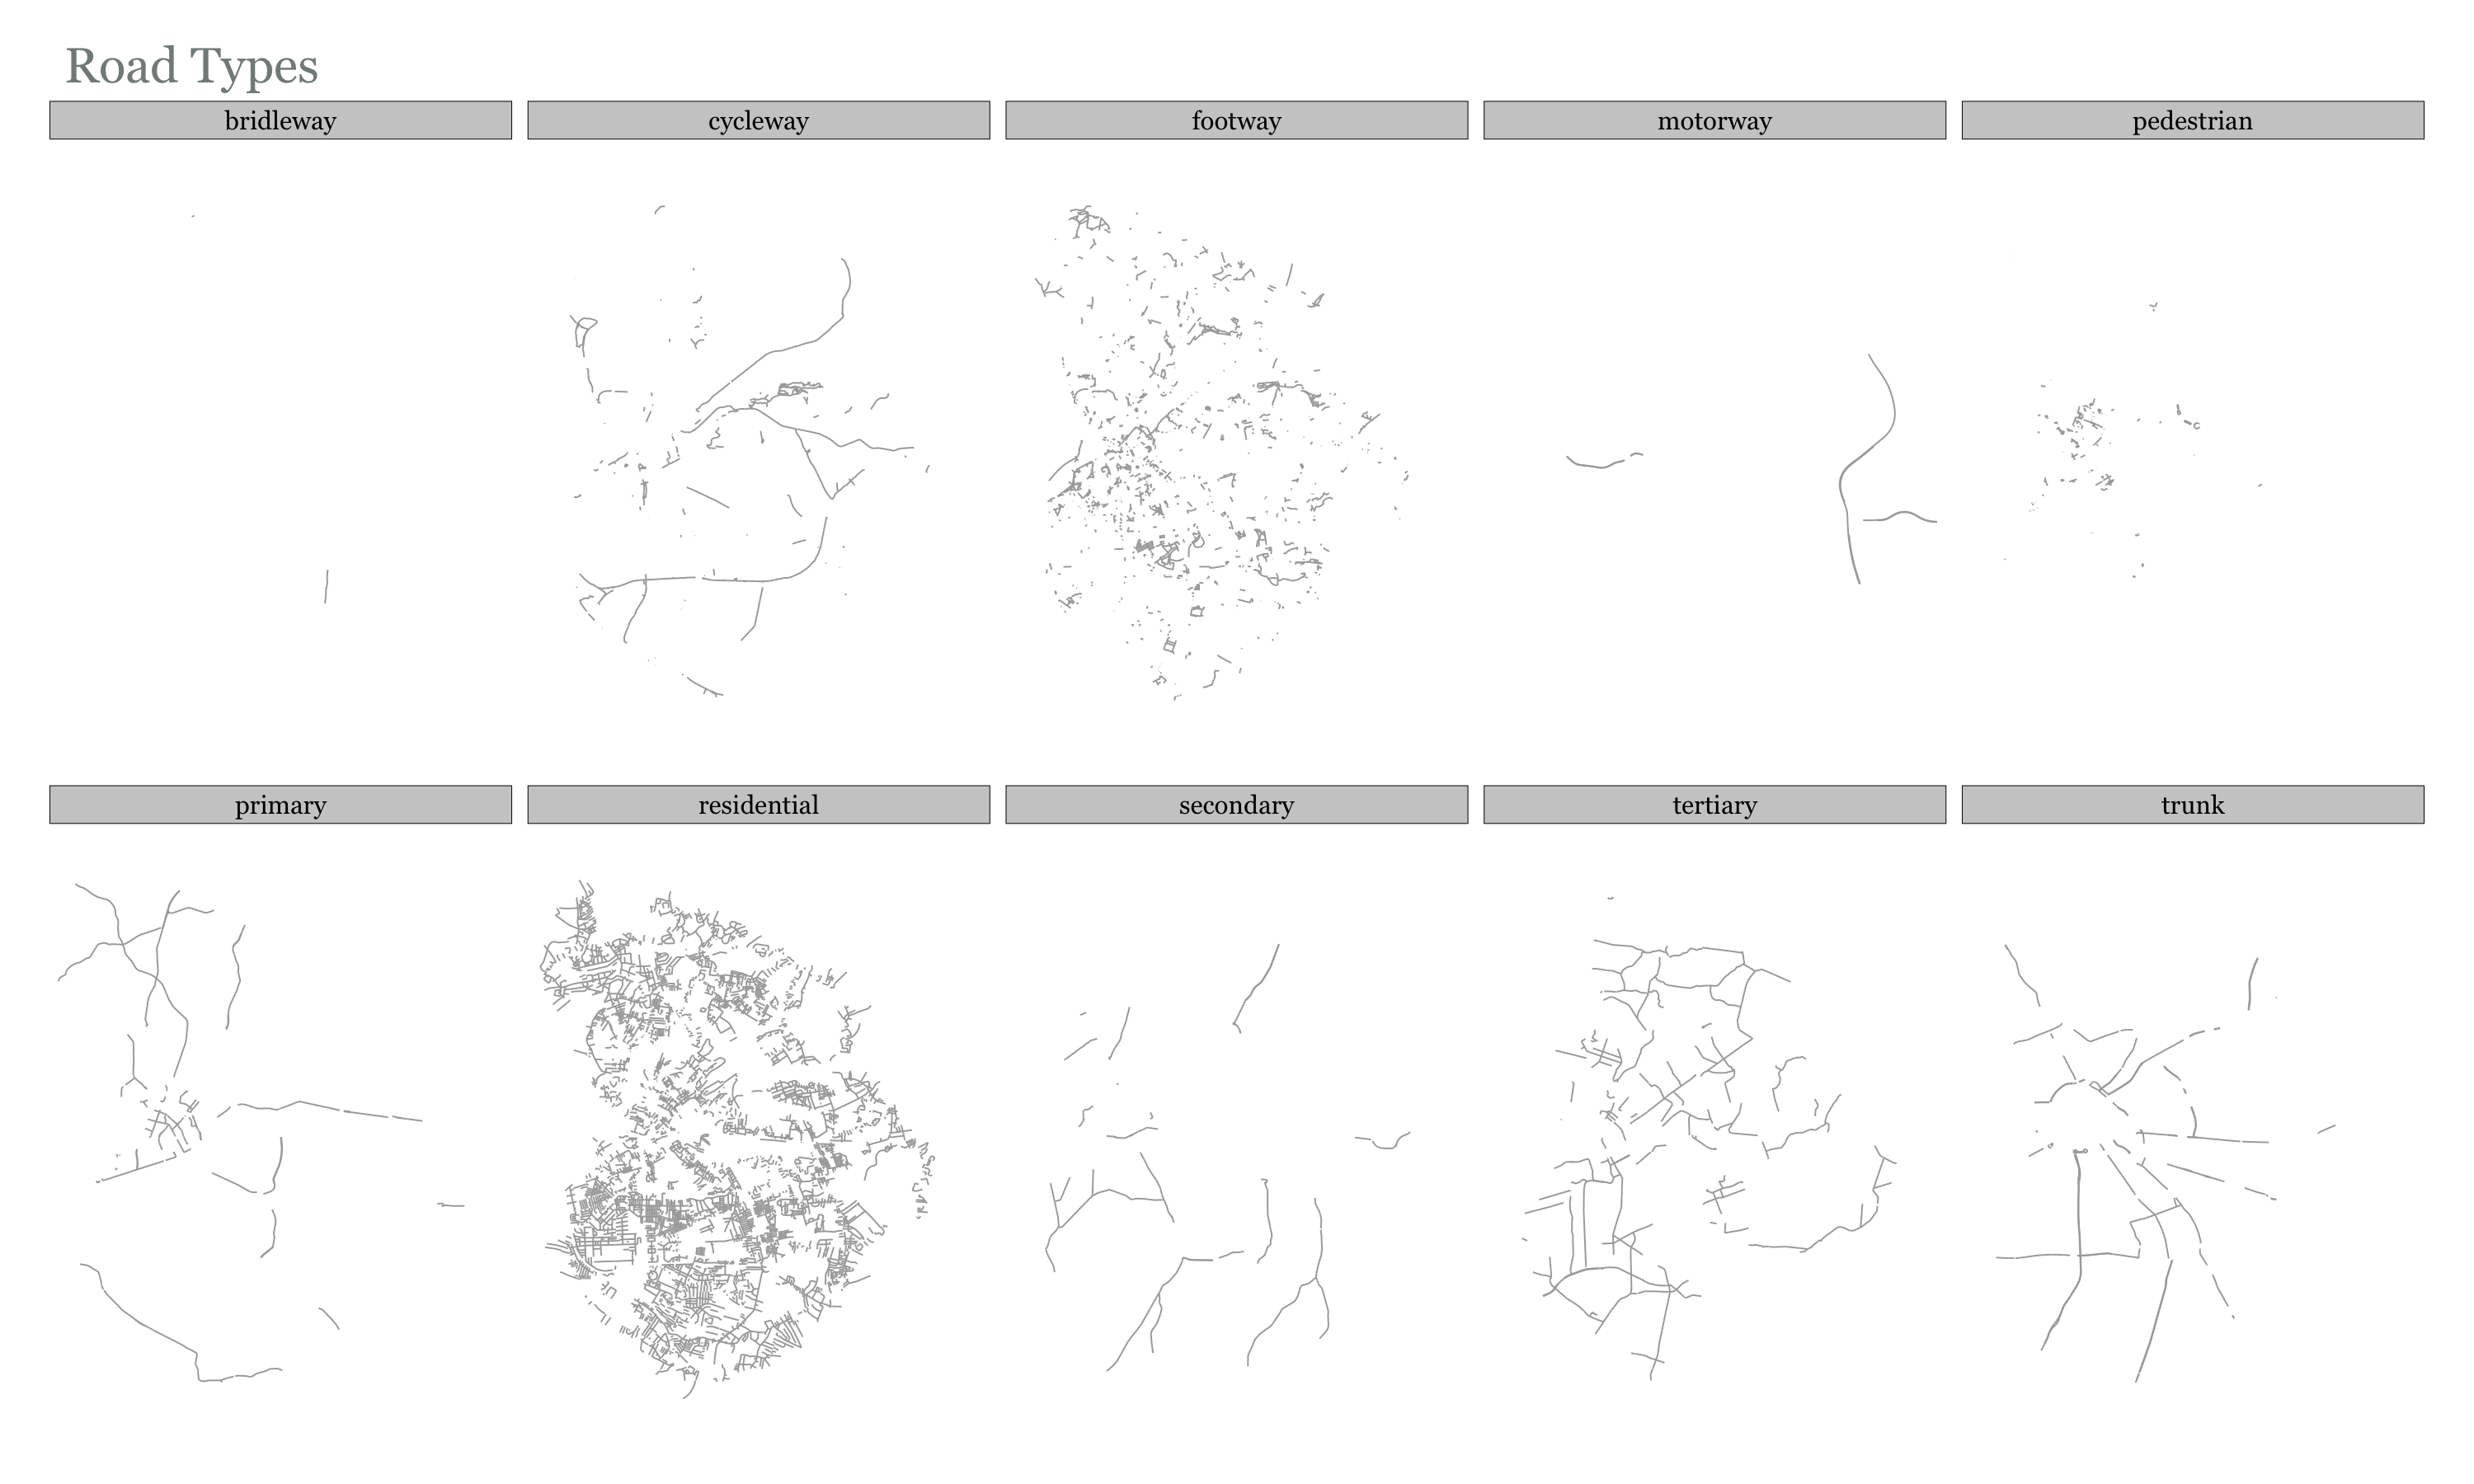 Road Types
bridleway
cycleway
footway
motorway
pedestrian
primary
residential
secondary
tertiary
trunk